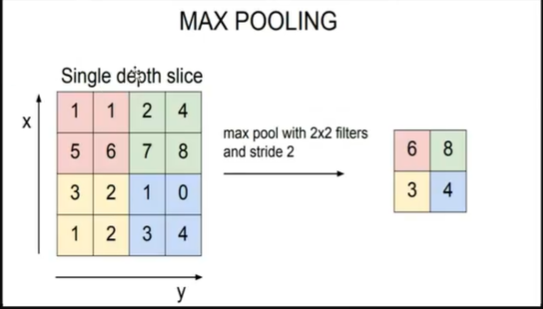 MAX POOLING
Single depth slice
x
1 1 2 4
5 6 7 8
3 2 1 0
1 2 3 4
y
max pool with 2x2 filters
and stride 2
6 8
3 4